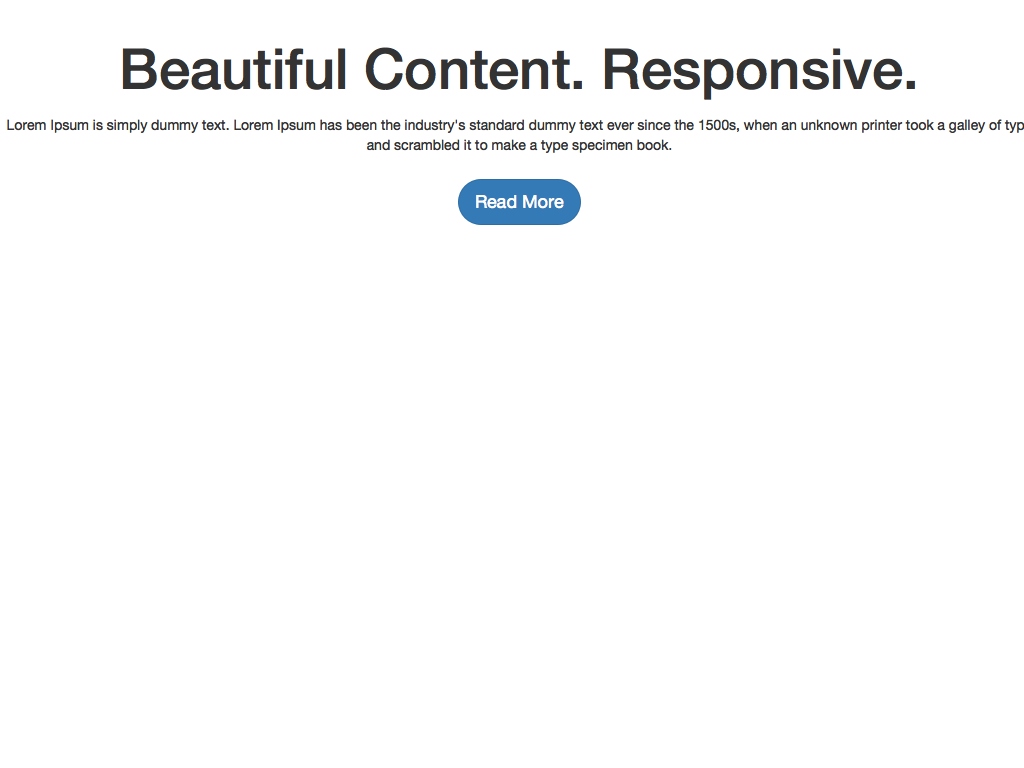 Beautiful Content. Responsive.
Lorem Ipsum is simply dummy text. Lorem Ipsum has been the industry's standard dummy text ever since the 1500s, when an unknown printer took a galley of typ
and scrambled it to make a type specimen book.
Read More